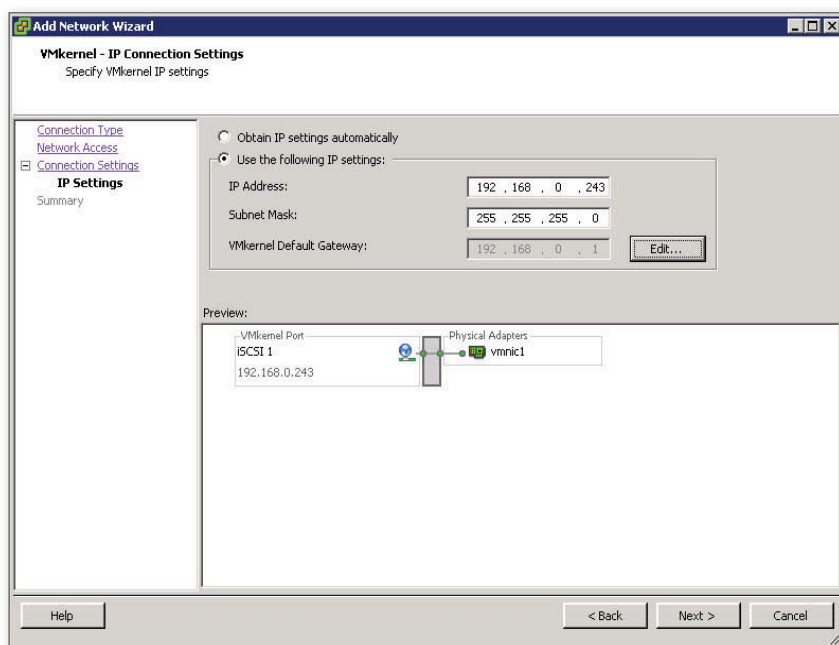 Add Network Wizard
VMkernel - IP Connection Settings
Specify VMkernel IP settings
Connection Type
Network Access
Connection Settings
IP Settings
Summary
Obtain IP settings automatically
Use the following IP settings:
IP Address:
192 . 168 . 0 . 243
Subnet Mask:
255 . 255 . 255 . 0
VMkernel Default Gateway:
192 . 168 . 0 . 1
Edit...
Preview:
VMkernel Port
iSCSI 1
192.168.0.243
Physical Adapters
vmnic1
Help
< Back
Next >
Cancel